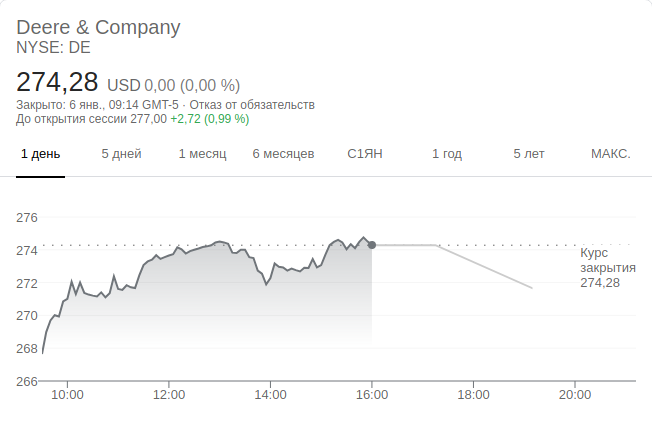 Deere & Company
NYSE: DE
274,28 USD 0,00 (0,00 %)
Закрыто: 6 янв., 09:14 GMT-5 · Отказ от обязательств
До открытия сессии 277,00 +2,72 (0,99 %)
1 день 5 дней 1 месяц 6 месяцев С1ЯН 1 год 5 лет МАКС.
276
274
272
270
268
266
Курс
закрытия
274,28
10:00 12:00 14:00 16:00 18:00 20:00